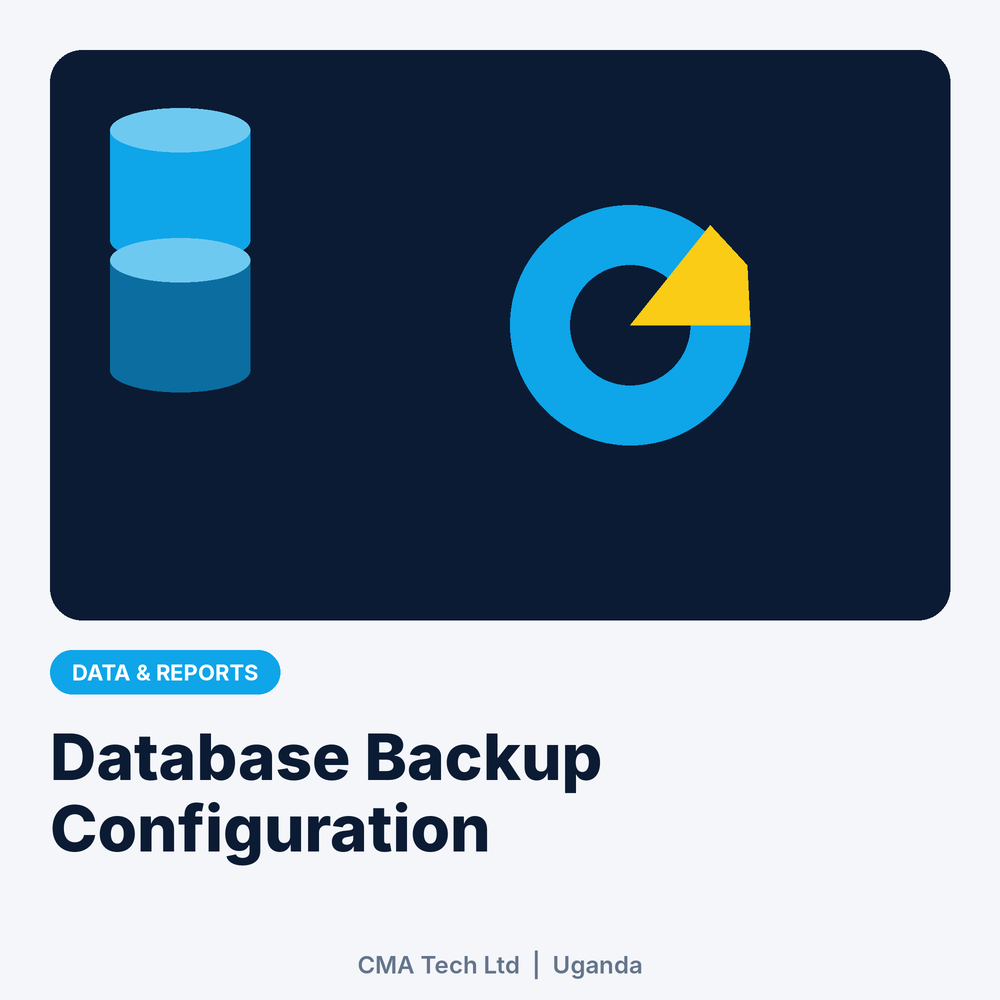 DATA & REPORTS
Database Backup
Configuration
CMA Tech Ltd | Uganda